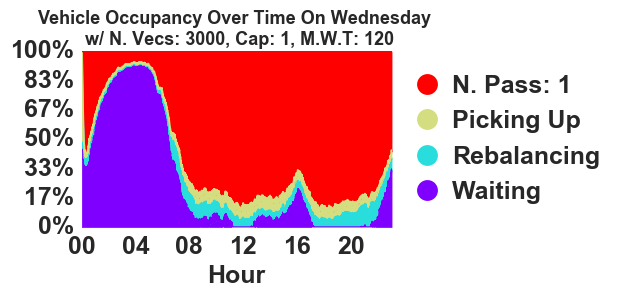 Vehicle Occupancy Over Time On Wednesday
w/ N. Vecs: 3000, Cap: 1, M.W.T: 120
100%
83%
67%
50%
33%
17%
0%
00 04 08 12 16 20
Hour
N. Pass: 1
Picking Up
Rebalancing
Waiting